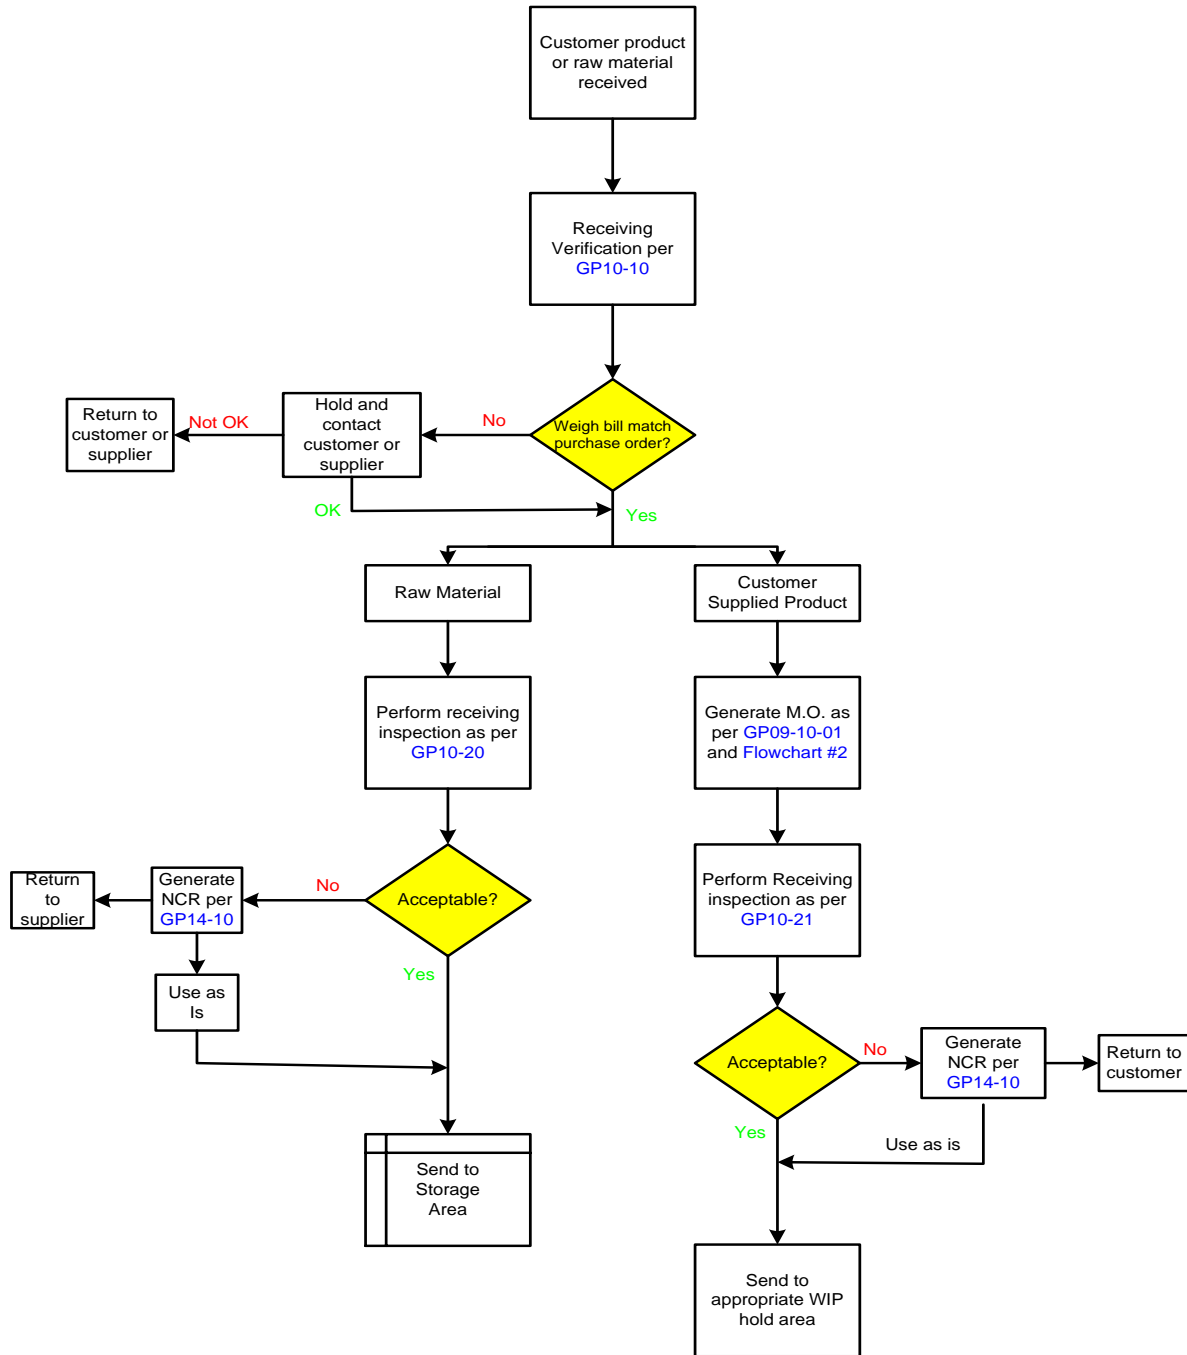 Customer product
or raw material
received
Receiving
Verification per
GP10-10
Weigh bill match
purchase order?
No
Hold and
contact
customer or
supplier
Not OK
Return to
customer or
supplier
OK
Yes
Raw Material
Customer
Supplied Product
Perform receiving
inspection as per
GP10-20
Generate M.O. as
per GP09-10-01
and Flowchart #2
Acceptable?
No
Generate
NCR per
GP14-10
Return
to
supplier
Use as
Is
Yes
Send to
Storage
Area
Perform Receiving
inspection as per
GP10-21
Acceptable?
No
Generate
NCR per
GP14-10
Return to
customer
Yes
Use as is
Send to
appropriate WIP
hold area